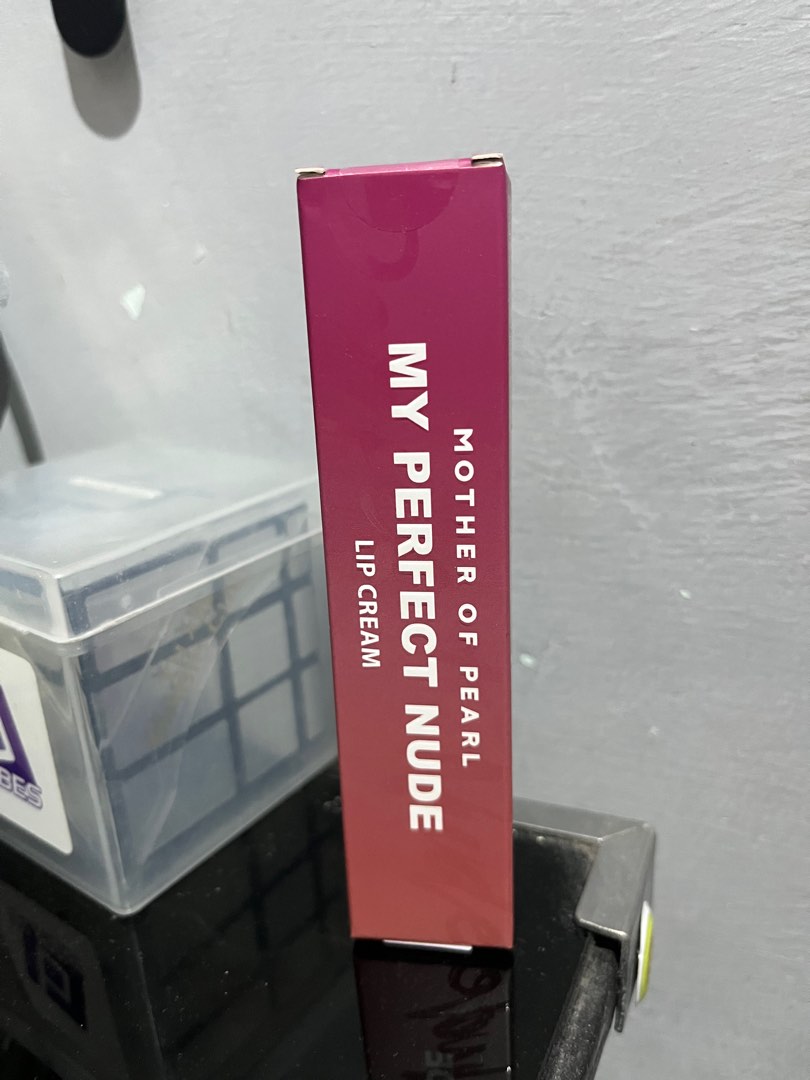 MOTHER OF PEARL
MY PERFECT NUDE
LIP CREAM